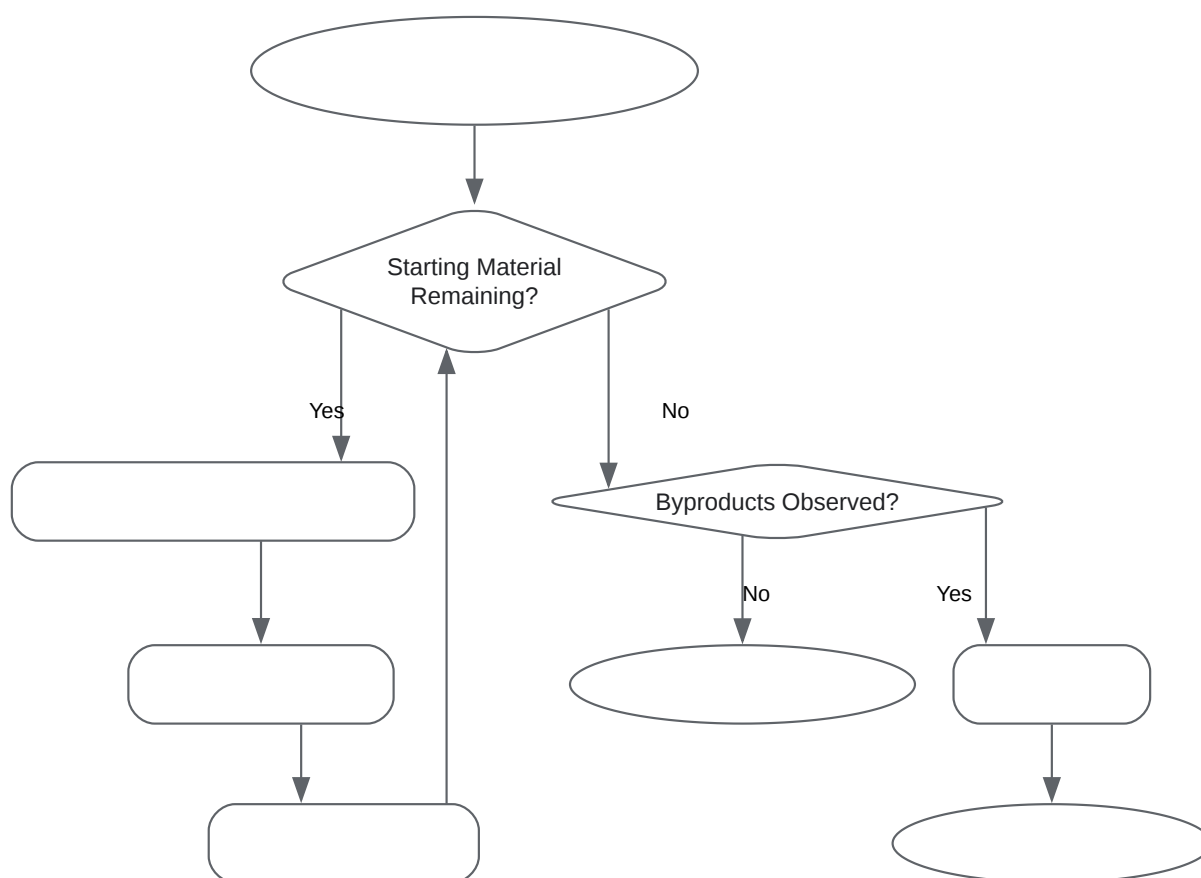 Starting Material
Remaining?
Yes
No
Byproducts Observed?
No
Yes